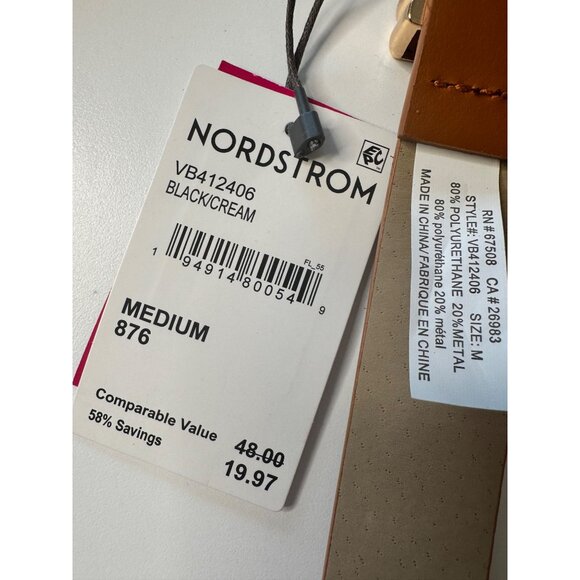 NORDSTROM
EC
RC
VB412406
BLACK/CREAM
FL_55
1 94914 80054 9
MEDIUM
876
Comparable Value 48.00
58% Savings 19.97
RN # 67508 CA # 26983
STYLE#: VB412406 SIZE: M
80% POLYURETHANE 20%METAL
80% polyuréthane 20% métal
MADE IN CHINA/FABRIQUE EN CHINE